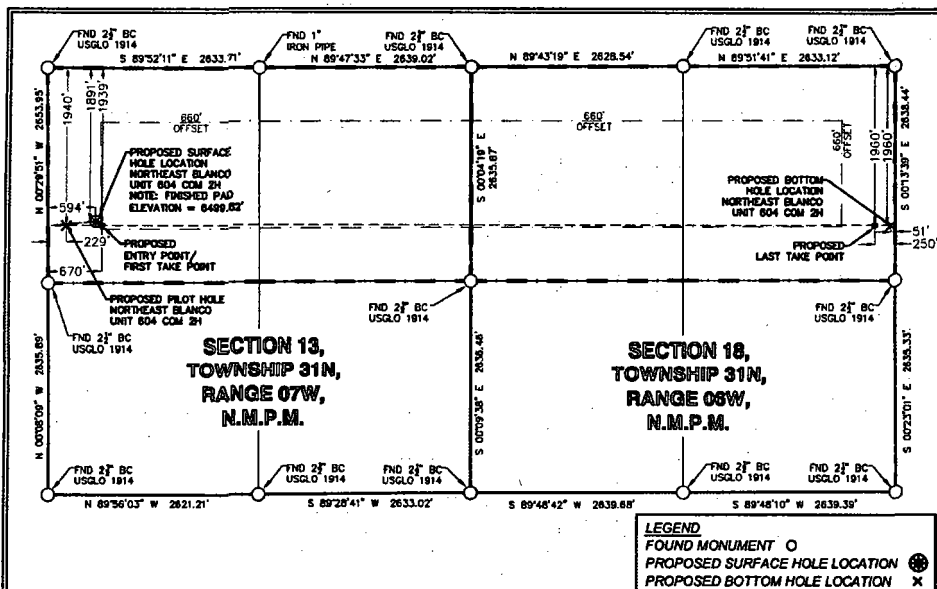 FND 2½" BC
USGLO 1914
FND 1"
IRON PIPE
FND 2½" BC
USGLO 1914
FND 2½" BC
USGLO 1914
FND 2½" BC
USGLO 1914
S 89'52'11" E 2633.71'
N 89'47'33" E 2639.02'
N 89'43'19" E 2628.54'
N 89'51'41" E 2633.12'
N 00'29'51" W 2653.95'
1940'
1891'
1939'
660'
OFFSET
660'
OFFSET
660'
OFFSET
S 00'04'19" E
2635.87'
1960'
1960'
S 00'13'39" E 2638.44'
PROPOSED SURFACE
HOLE LOCATION
NORTHEAST BLANCO
UNIT 604 COM 2H
NOTE: FINISHED PAD
ELEVATION = 6499.62'
PROPOSED BOTTOM
HOLE LOCATION
NORTHEAST BLANCO
UNIT 604 COM 2H
594'
229'
670'
PROPOSED
ENTRY POINT/
FIRST TAKE POINT
51'
250'
PROPOSED
LAST TAKE POINT
PROPOSED PILOT HOLE
NORTHEAST BLANCO
UNIT 604 COM 2H
FND 2½" BC
USGLO 1914
FND 2½" BC
USGLO 1914
FND 2½" BC
USGLO 1914
N 00'08'09" W 2635.89'
SECTION 13,
TOWNSHIP 31N,
RANGE 07W,
N.M.P.M.
S 00'09'38" E 2638.48'
SECTION 18,
TOWNSHIP 31N,
RANGE 06W,
N.M.P.M.
S 00'23'01" E 2635.33'
FND 2½" BC
USGLO 1914
FND 2½" BC
USGLO 1914
FND 2½" BC
USGLO 1914
FND 2½" BC
USGLO 1914
FND 2½" BC
USGLO 1914
N 89'56'03" W 2621.21'
S 89'28'41" W 2633.02'
S 89'48'42" W 2639.68'
S 89'48'10" W 2639.39'
LEGEND
FOUND MONUMENT
PROPOSED SURFACE HOLE LOCATION
PROPOSED BOTTOM HOLE LOCATION